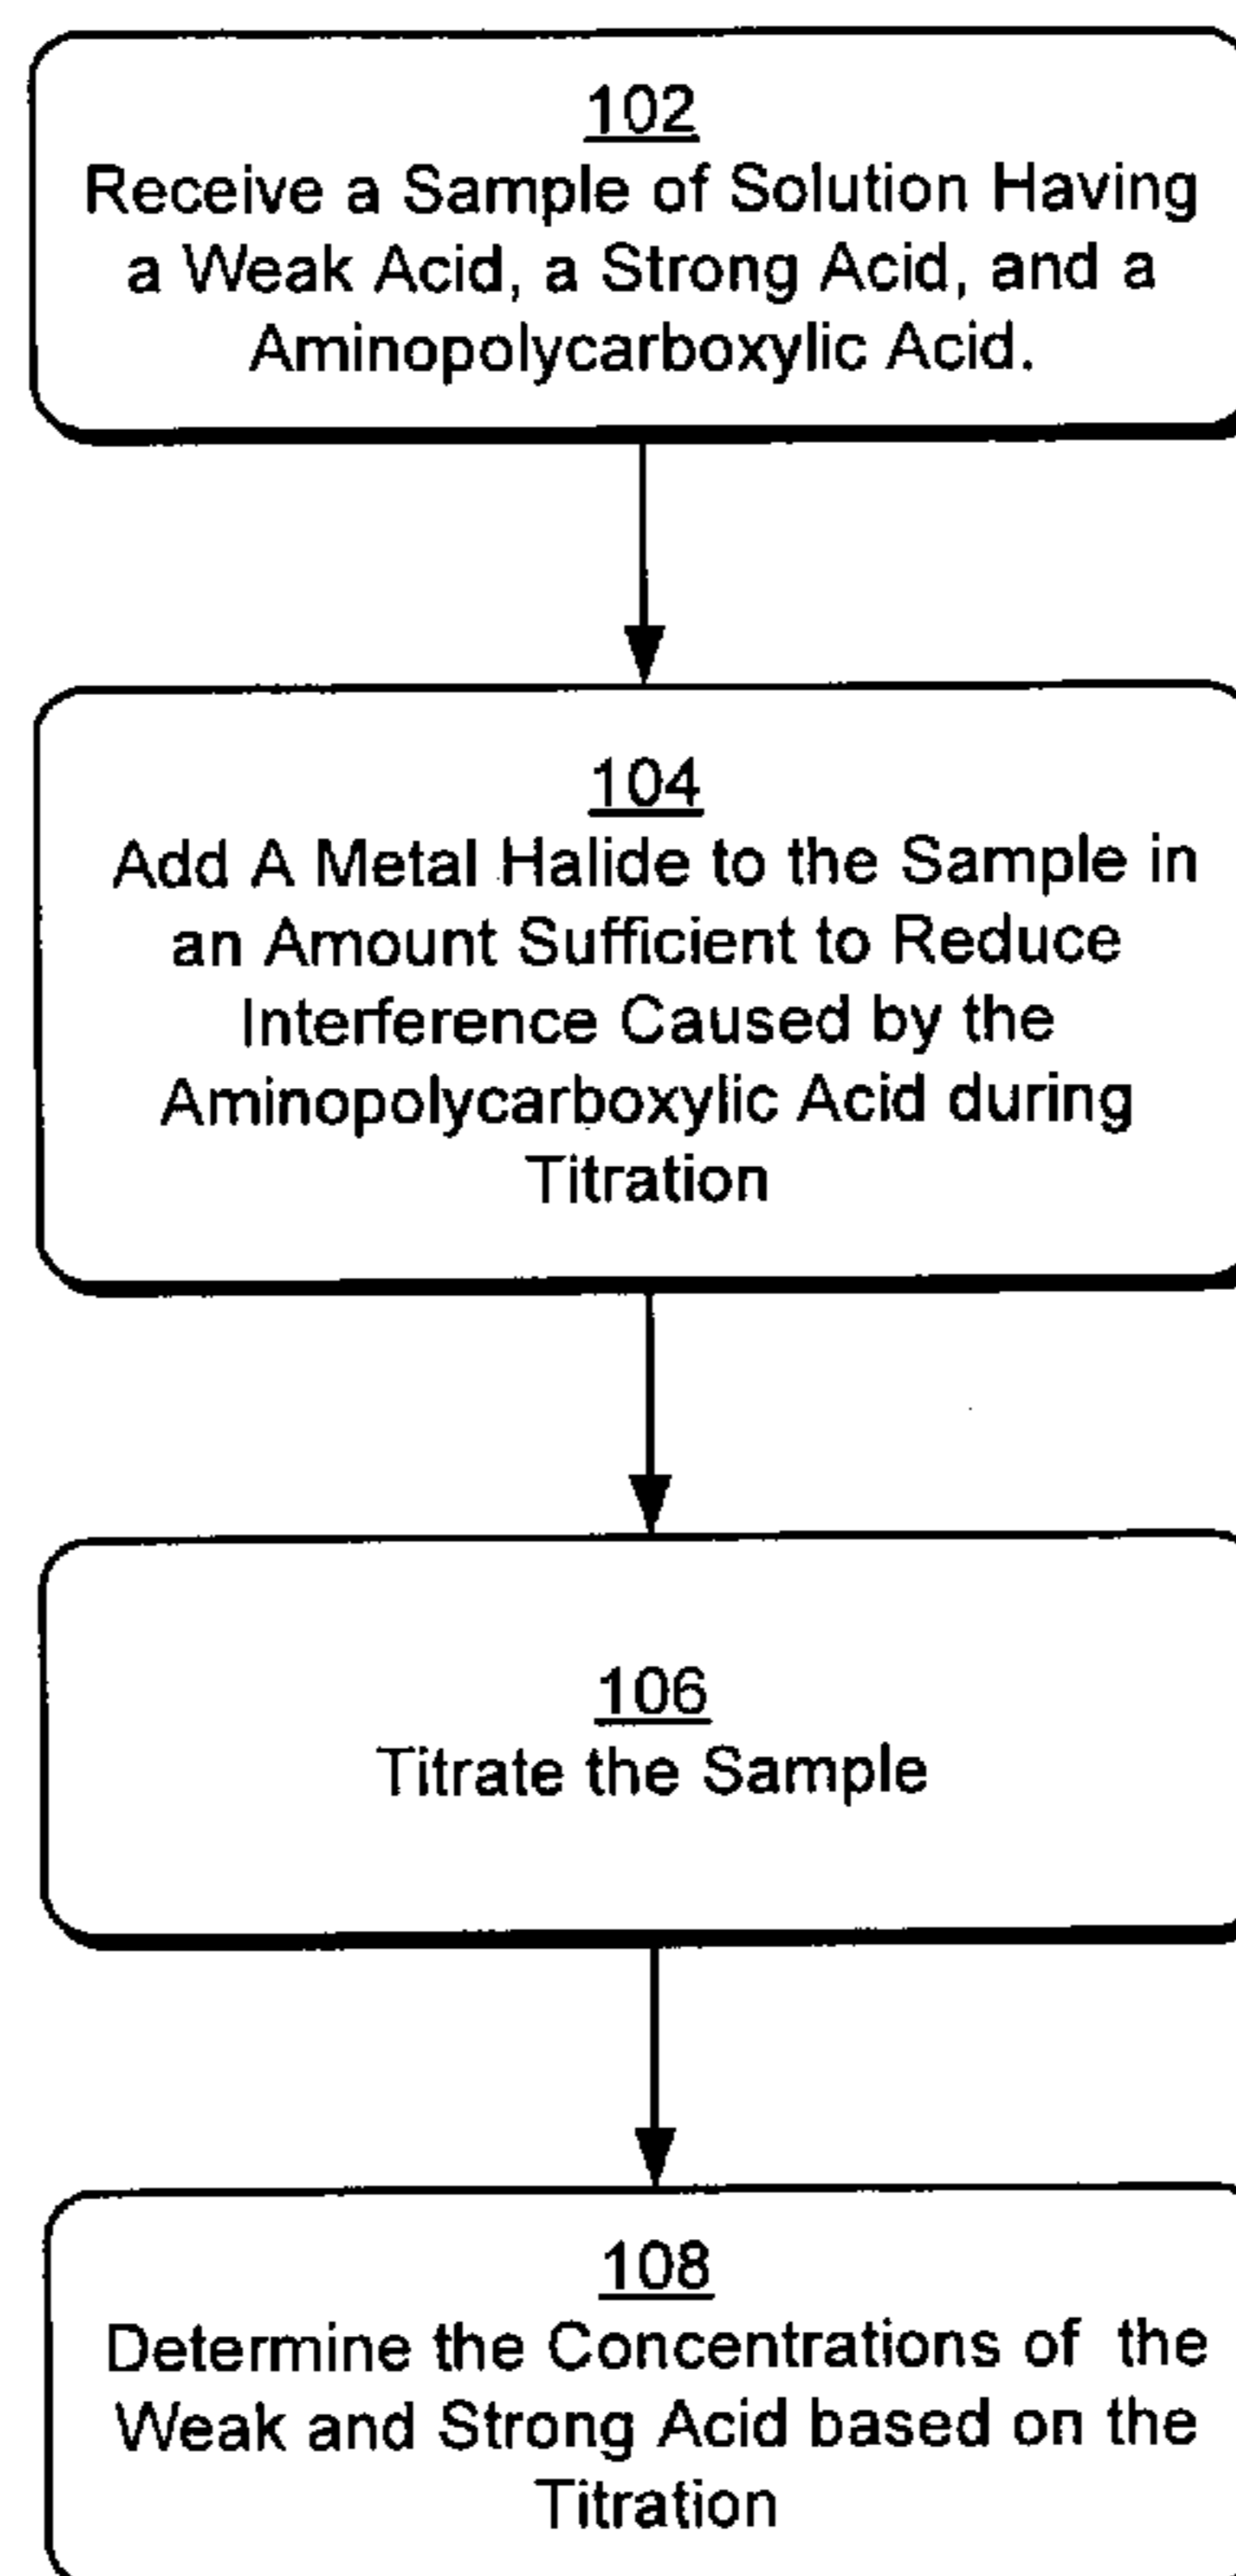 102
Receive a Sample of Solution Having
a Weak Acid, a Strong Acid, and a
Aminopolycarboxylic Acid.
104
Add A Metal Halide to the Sample in
an Amount Sufficient to Reduce
Interference Caused by the
Aminopolycarboxylic Acid during
Titration
106
Titrate the Sample
108
Determine the Concentrations of the
Weak and Strong Acid based on the
Titration